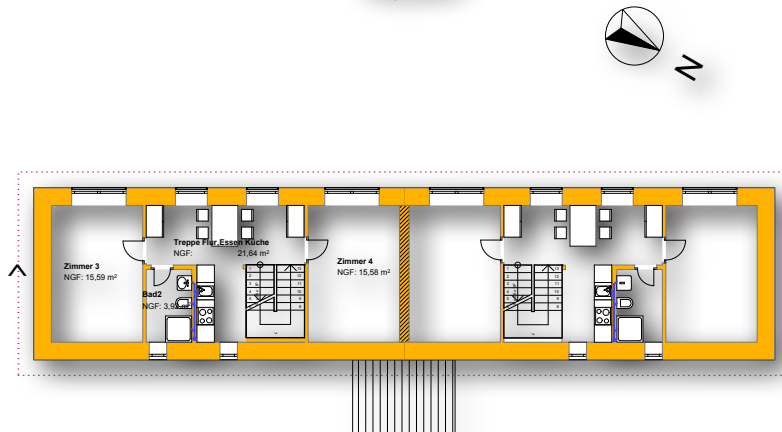 N
Treppe Flur,Essen Küche
NGF: 21,64 m²
Zimmer 3
NGF: 15,59 m²
Zimmer 4
NGF: 15,58 m²
Bad2
NGF: